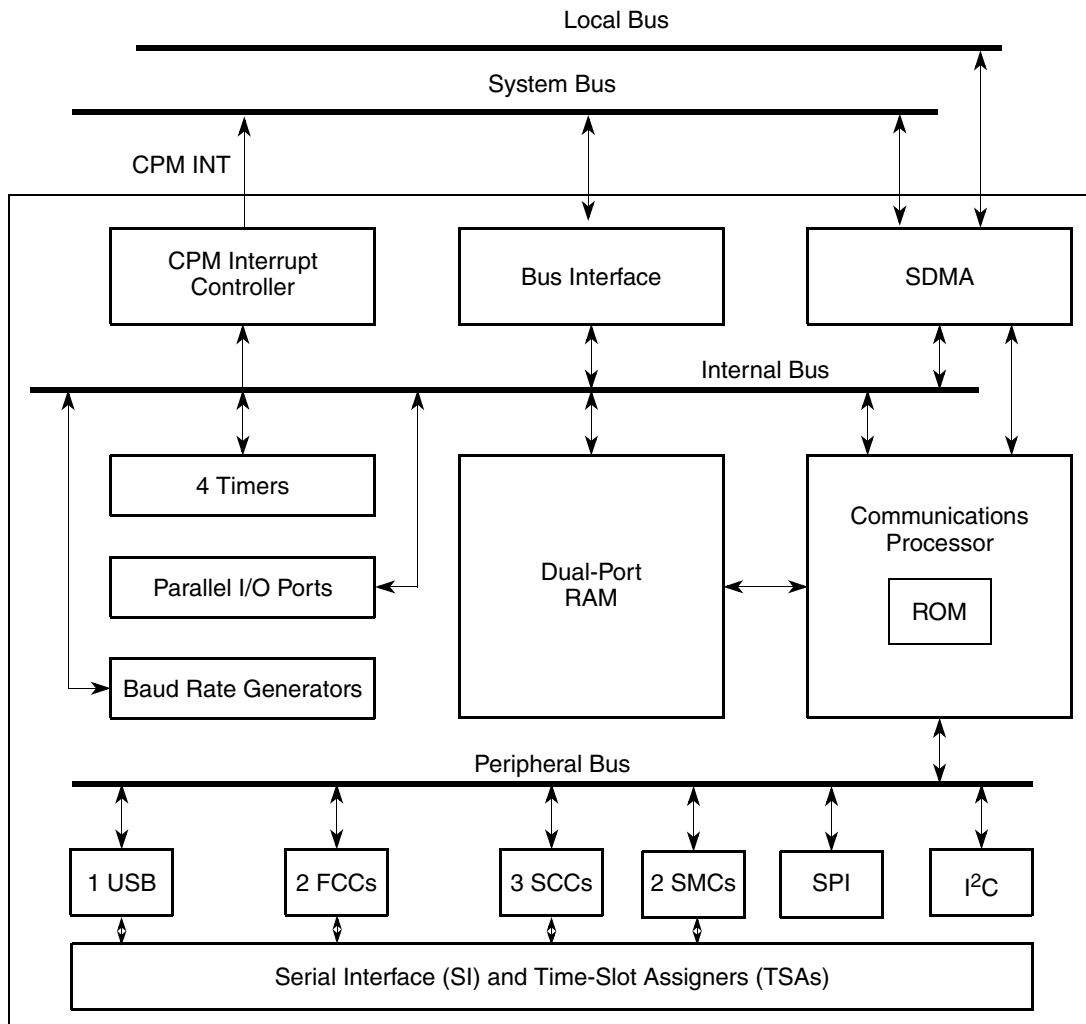 Local Bus
System Bus
CPM INT
CPM Interrupt
Controller
Bus Interface
SDMA
Internal Bus
4 Timers
Parallel I/O Ports
Baud Rate Generators
Dual-Port
RAM
Communications
Processor
ROM
Peripheral Bus
1 USB
2 FCCs
3 SCCs
2 SMCs
SPI
I²C
Serial Interface (SI) and Time-Slot Assigners (TSAs)